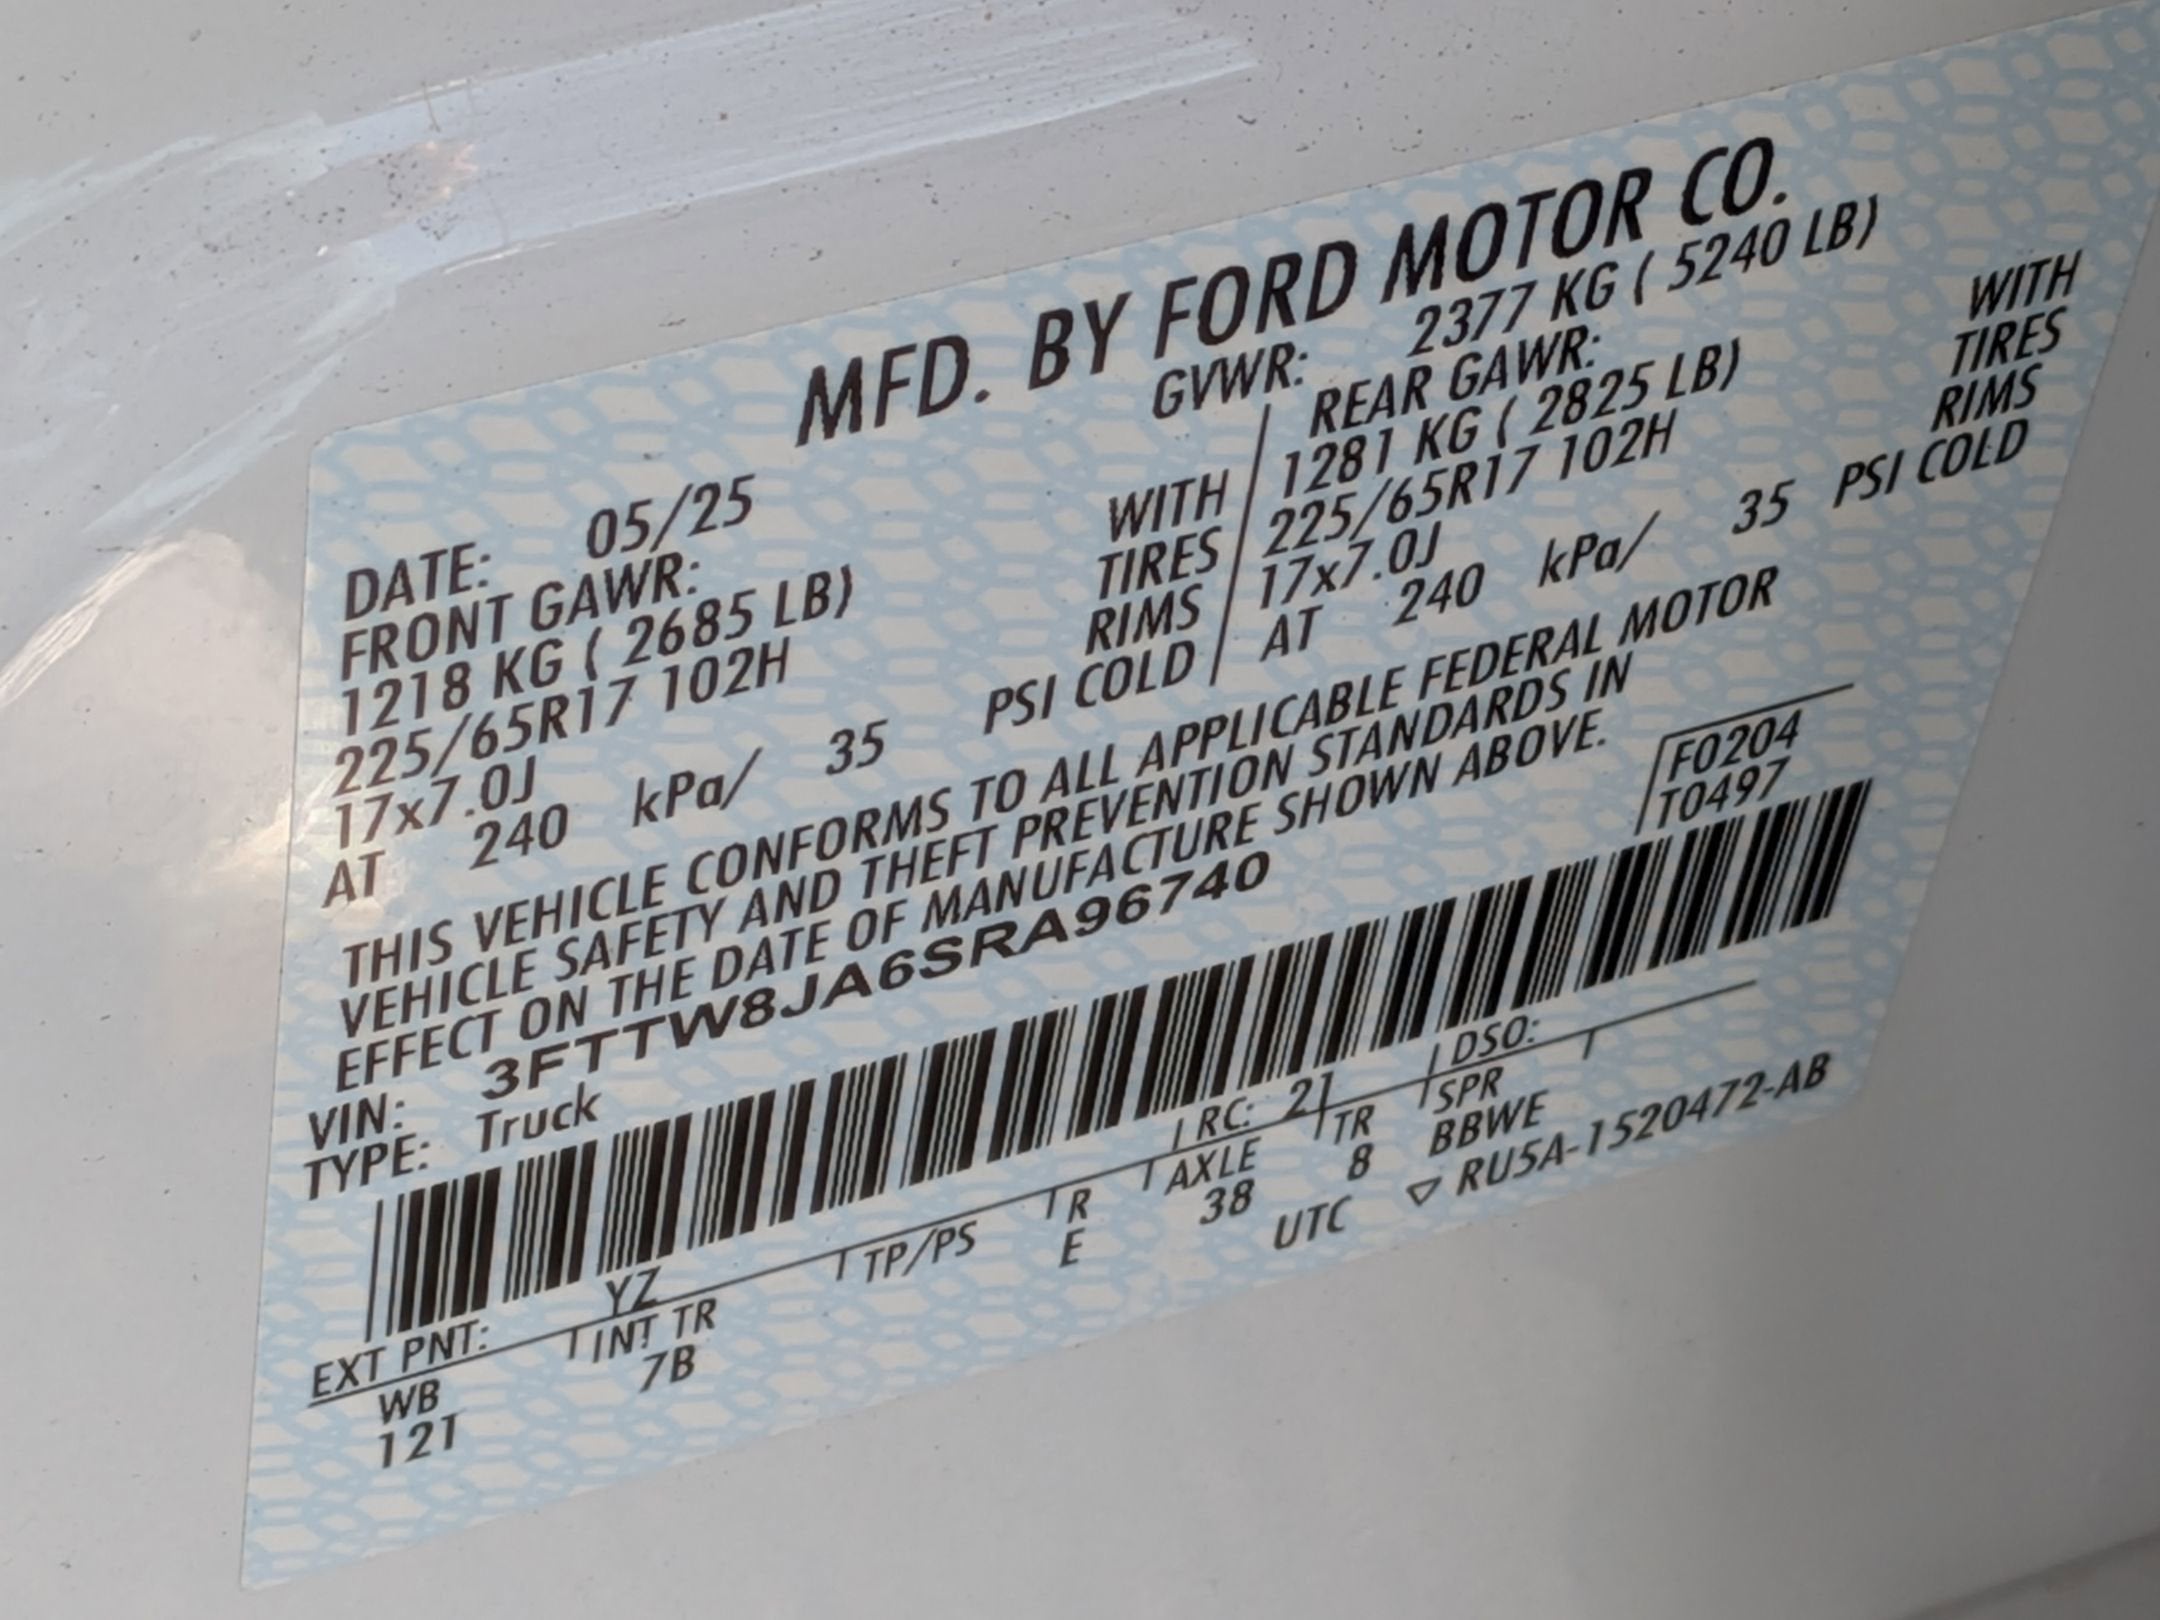 MFD. BY FORD MOTOR CO.
DATE: 05/25 GVWR: 2377 KG ( 5240 LB)
FRONT GAWR: REAR GAWR:
1218 KG ( 2685 LB) WITH 1281 KG ( 2825 LB) WITH
225/65R17 102H TIRES 225/65R17 102H TIRES
17x7.0J RIMS 17x7.0J RIMS
AT 240 kPa/ 35 PSI COLD AT 240 kPa/ 35 PSI COLD
THIS VEHICLE CONFORMS TO ALL APPLICABLE FEDERAL MOTOR
VEHICLE SAFETY AND THEFT PREVENTION STANDARDS IN
EFFECT ON THE DATE OF MANUFACTURE SHOWN ABOVE.
VIN: 3FTTW8JA6SRA96740 F0204
TYPE: Truck T0497
EXT PNT: YZ RC: 21 DSO:
WB INT TR TP/PS R AXLE TR SPR
121 7B E 38 8 BBWE
UTC ▽ RU5A-1520472-AB